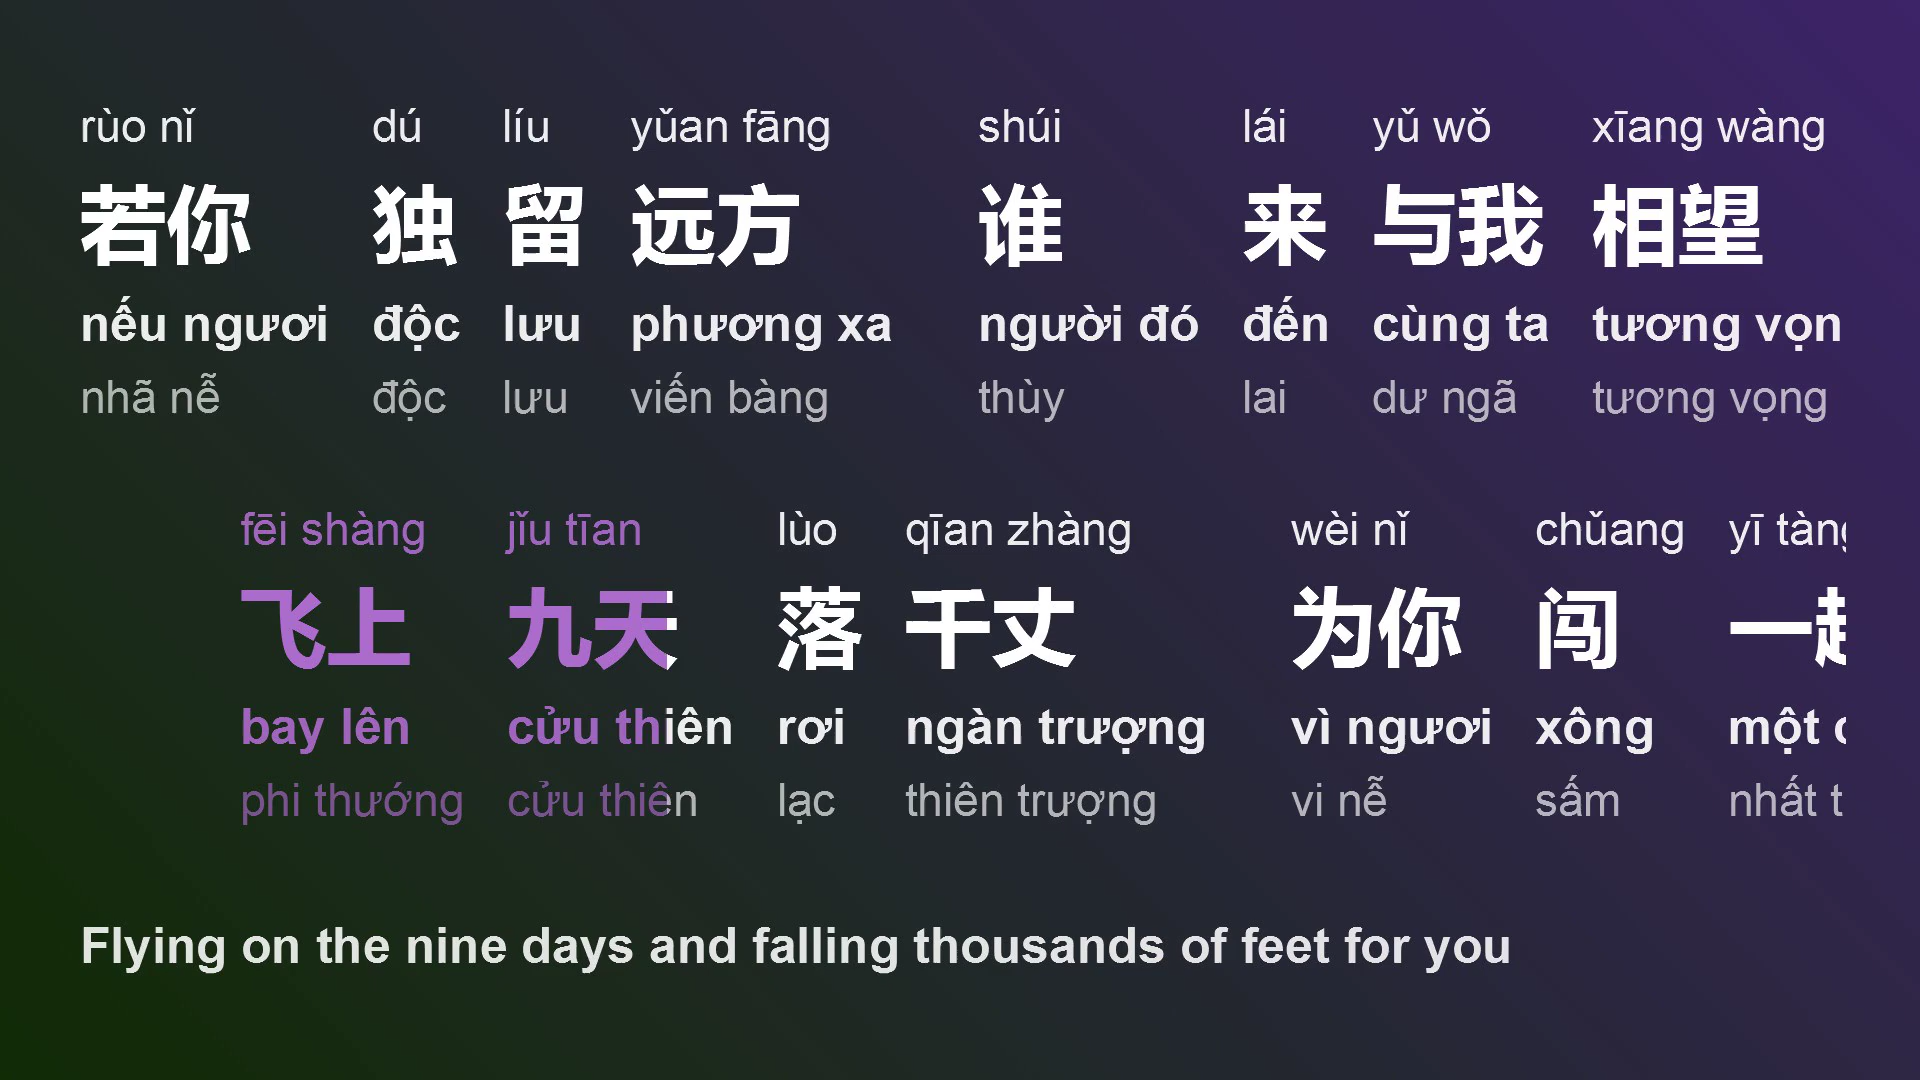 rùo nǐ dú líu yǔan fāng shúi lái yǔ wǒ xīang wàng
若你 独 留 远方 谁 来 与我 相望
nếu ngươi độc lưu phương xa người đó đến cùng ta tương vọn
nhã nễ độc lưu viến bàng thùy lai dư ngã tương vọng
fēi shàng jǐu tīan lùo qīan zhàng wèi nǐ chǔang yī tàng
飞上 九天 落 千丈 为你 闯 一
bay lên cửu thiên rơi ngàn trượng vì ngươi xông một
phi thướng cửu thiên lạc thiên trượng vi nễ sấm nhất t
Flying on the nine days and falling thousands of feet for you